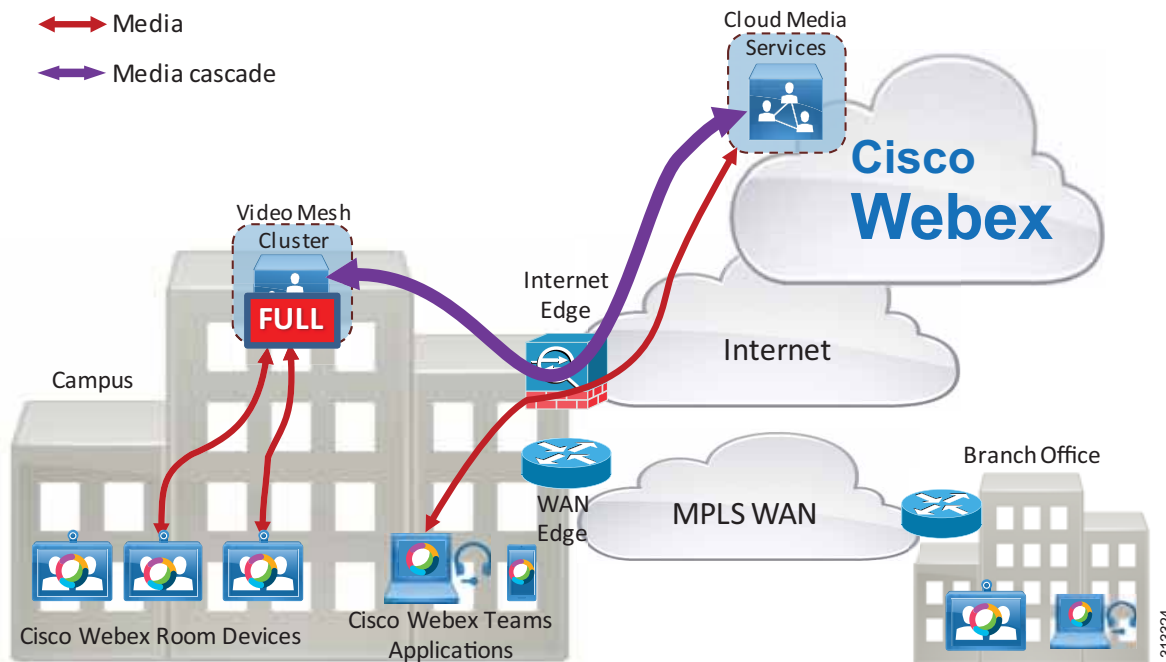 Media
Media cascade
Cloud Media
Services
Cisco
Webex
Video Mesh
Cluster
FULL
Internet
Edge
Internet
Campus
WAN
Edge
MPLS WAN
Branch Office
Cisco Webex Room Devices
Cisco Webex Teams
Applications
313324